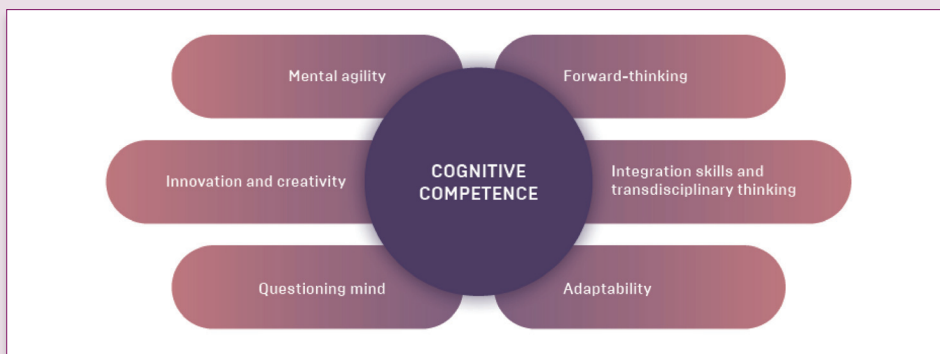 Mental agility
Forward-thinking
Innovation and creativity
COGNITIVE
COMPETENCE
Integration skills and
transdisciplinary thinking
Questioning mind
Adaptability